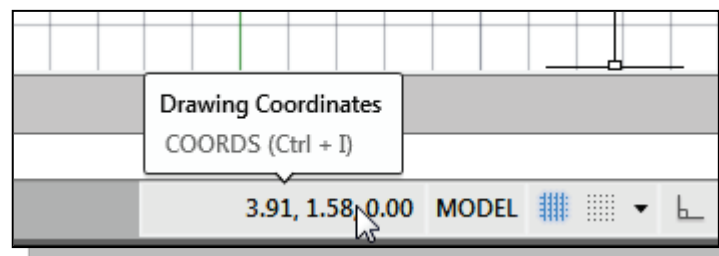 Drawing Coordinates
COORDS (Ctrl + I)
3.91, 1.58, 0.00 MODEL